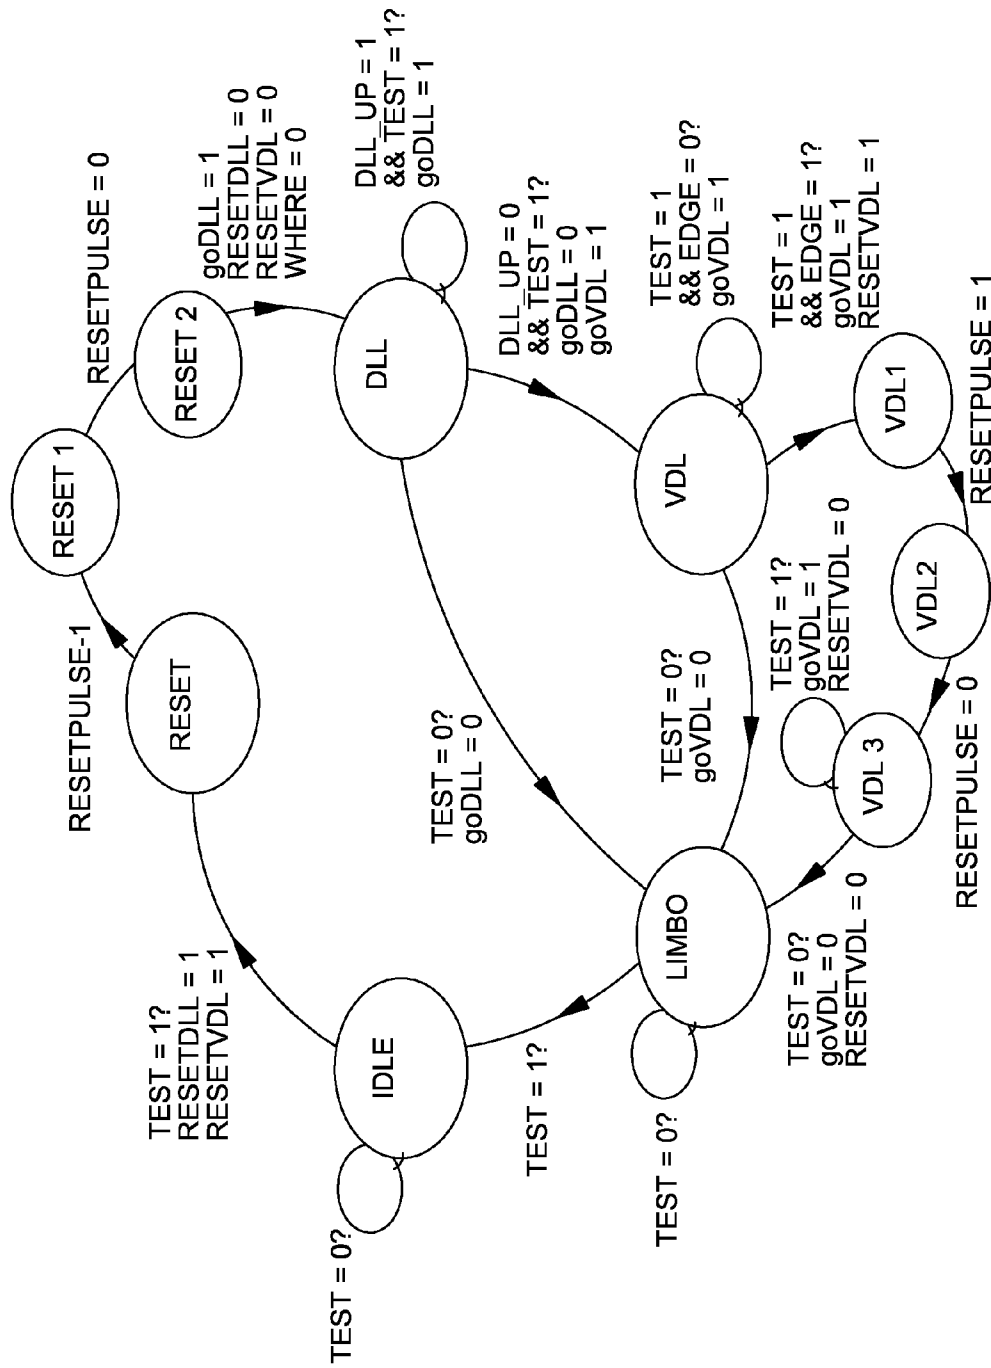 TEST = 0?
IDLE
TEST = 1?
RESETDLL = 1
RESETVDL = 1
RESET
RESETPULSE-1
RESET 1
RESETPULSE = 0
RESET 2
goDLL = 1
RESETDLL = 0
RESETVDL = 0
WHERE = 0
DLL
DLL_UP = 1
&& TEST = 1?
goDLL = 1
DLL_UP = 0
&& TEST = 1?
goDLL = 0
goVDL = 1
TEST = 0?
goDLL = 0
VDL
TEST = 1
&& EDGE = 0?
goVDL = 1
TEST = 1
&& EDGE = 1?
goVDL = 1
RESETVDL = 1
TEST = 0?
goVDL = 0
VDL1
RESETPULSE = 1
VDL2
RESETPULSE = 0
VDL 3
TEST = 1?
goVDL = 1
RESETVDL = 0
TEST = 0?
goVDL = 0
RESETVDL = 0
LIMBO
TEST = 0?
TEST = 1?